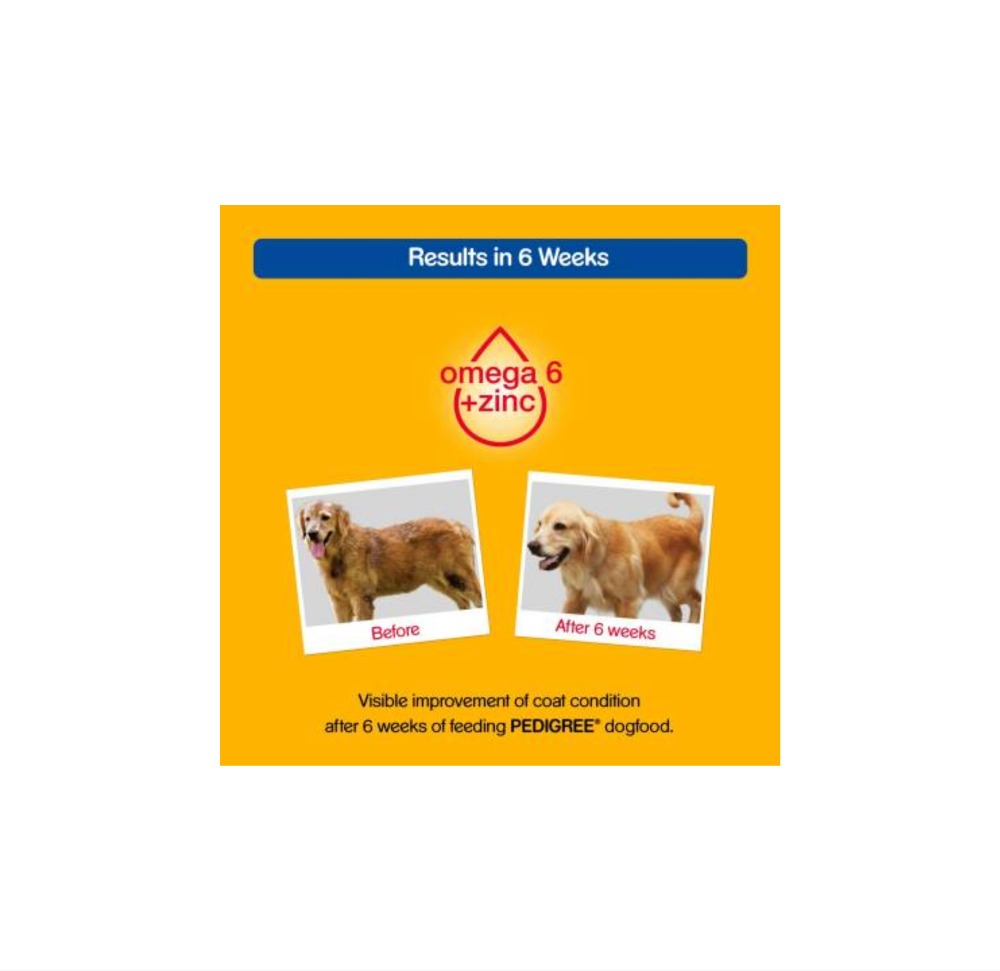 Results in 6 Weeks
omega 6
+zinc
Before
After 6 weeks
Visible improvement of coat condition
after 6 weeks of feeding PEDIGREE® dogfood.